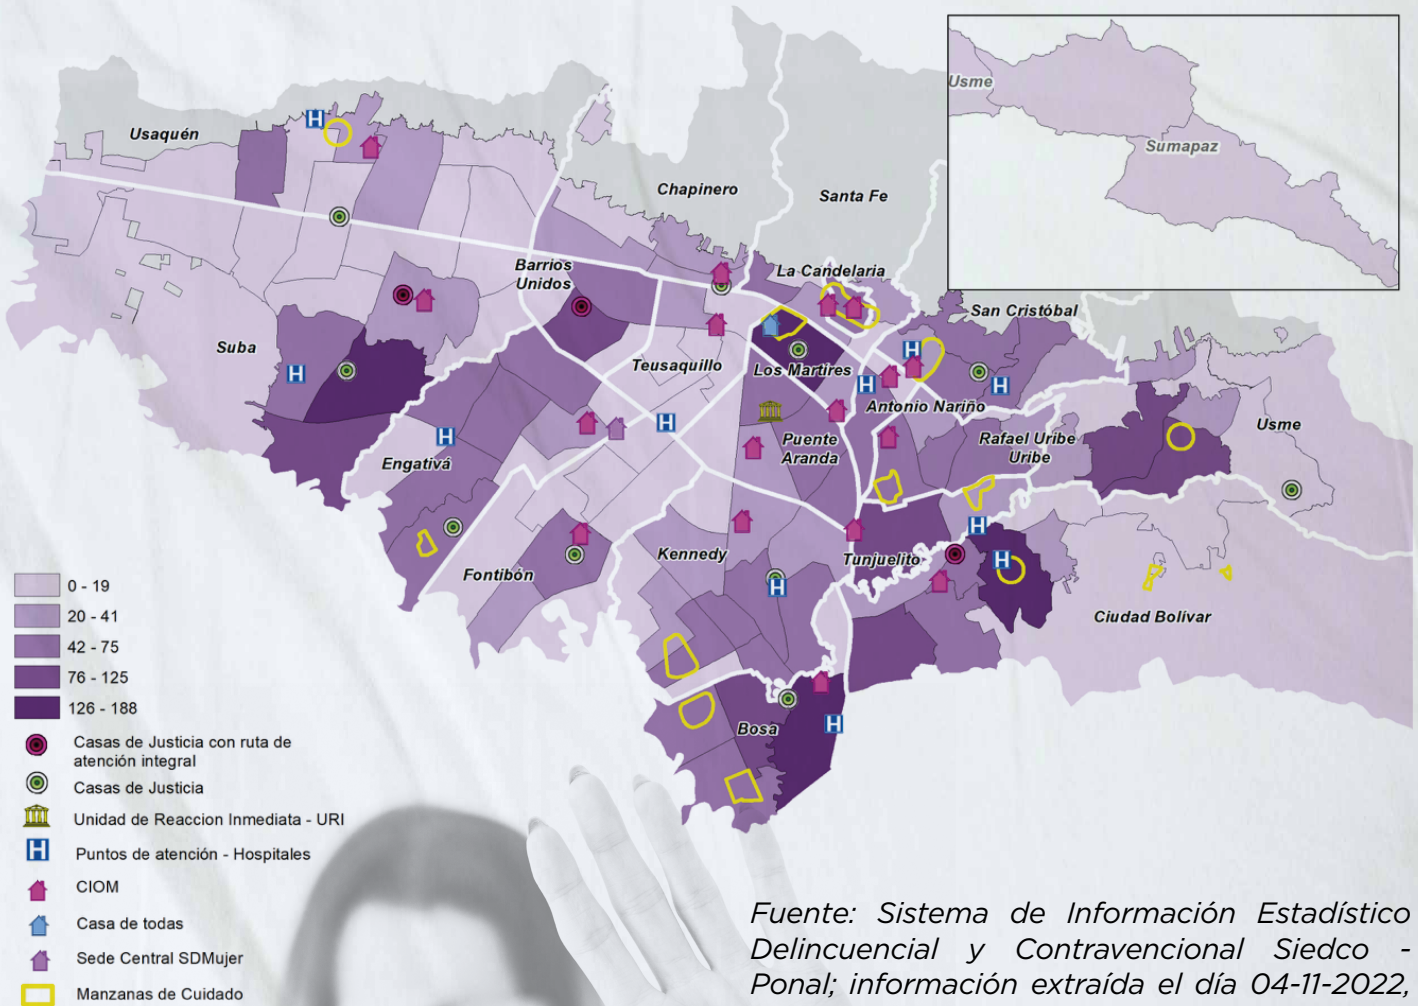 Usme
Sumapaz
Usaquén
Chapinero
Santa Fe
Barrios
Unidos
La Candelaria
San Cristóbal
Suba
Teusaquillo
Los Martires
Antonio Nariño
Puente
Aranda
Rafael Uribe
Uribe
Usme
Engativá
Fontibón
Kennedy
Tunjuelito
Ciudad Bolivar
Bosa
0 - 19
20 - 41
42 - 75
76 - 125
126 - 188
Casas de Justicia con ruta de
atención integral
Casas de Justicia
Unidad de Reaccion Inmediata - URI
H Puntos de atención - Hospitales
CIOM
Casa de todas
Sede Central SDMujer
Manzanas de Cuidado
H
H
H
H
H
H
H
H
H
H
H
Fuente: Sistema de Información Estadístico
Delincuencial y Contravencional Siedco -
Ponal; información extraída el día 04-11-2022,